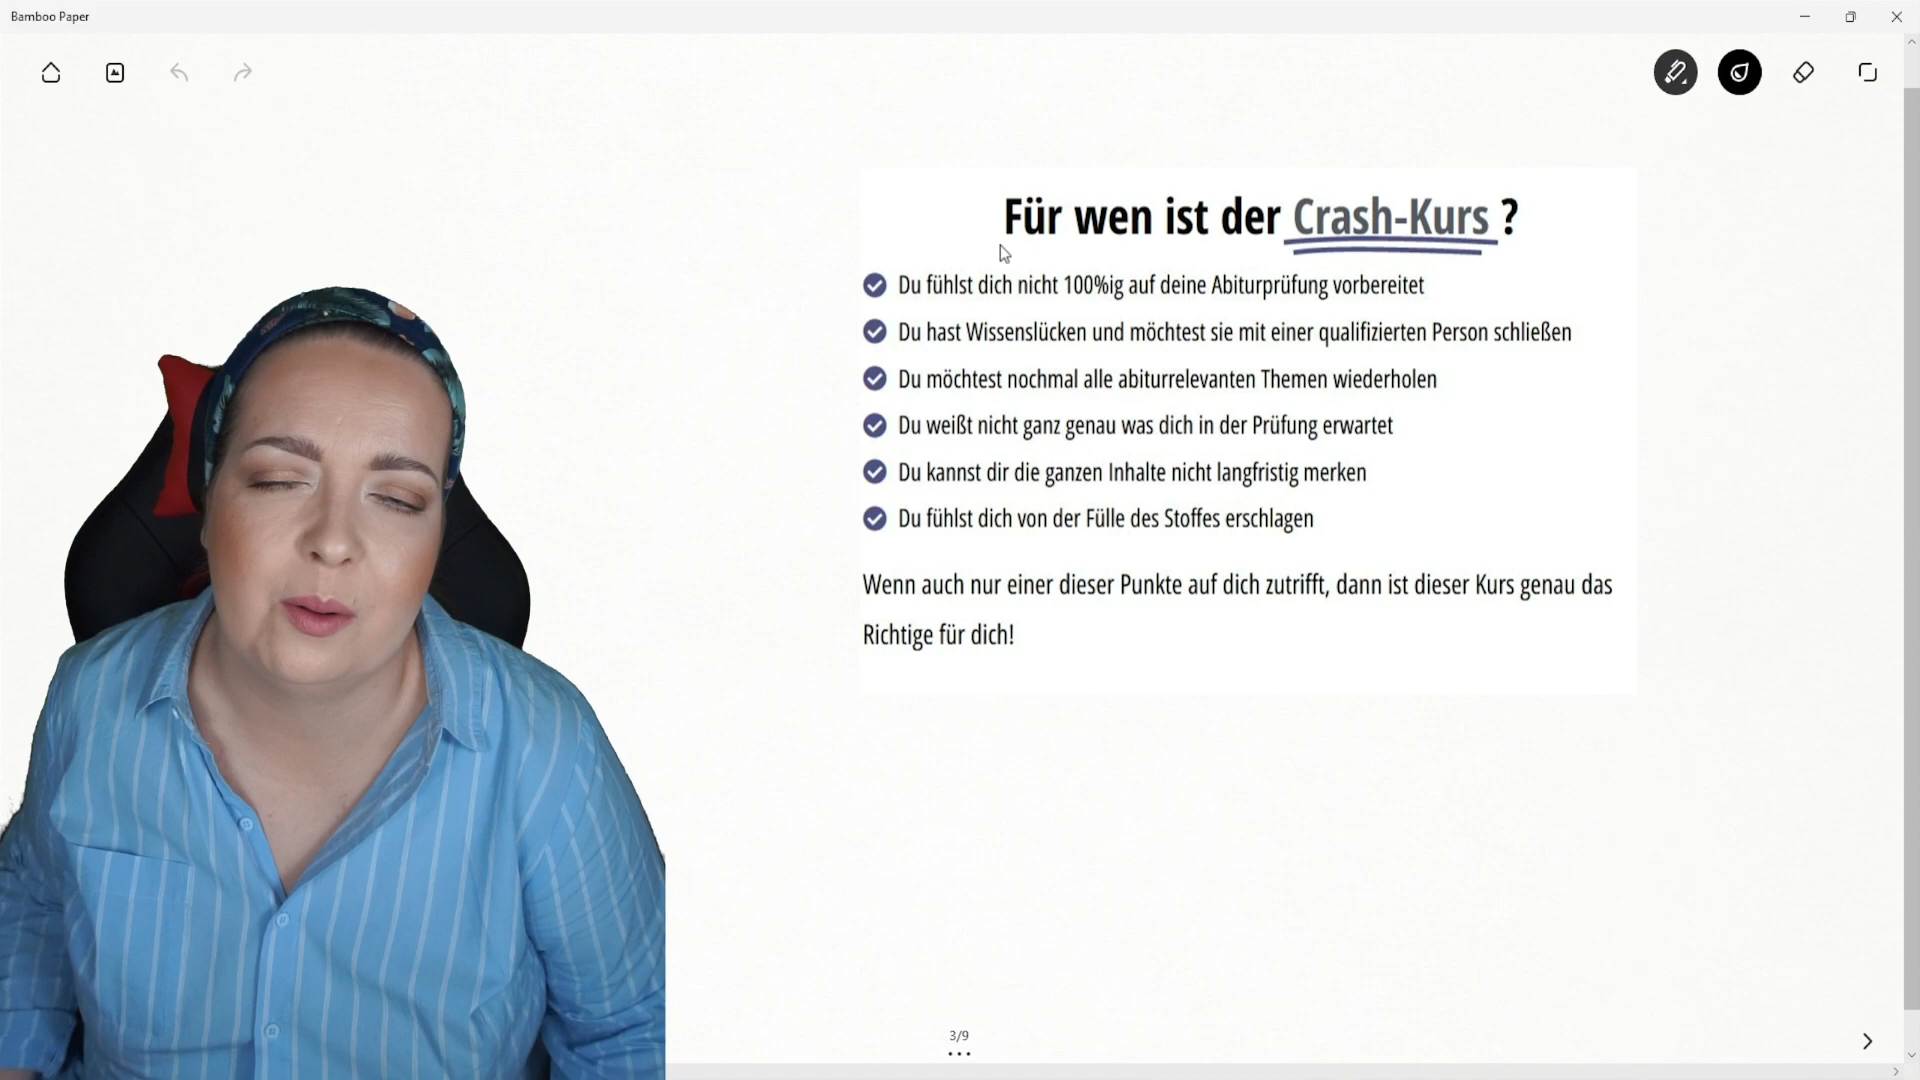 Bamboo Paper
Für wen ist der Crash-Kurs ?
Du fühlst dich nicht 100%ig auf deine Abiturprüfung vorbereitet
Du hast Wissenslücken und möchtest sie mit einer qualifizierten Person schließen
Du möchtest nochmal alle abiturrelevanten Themen wiederholen
Du weißt nicht ganz genau was dich in der Prüfung erwartet
Du kannst dir die ganzen Inhalte nicht langfristig merken
Du fühlst dich von der Fülle des Stoffes erschlagen
Wenn auch nur einer dieser Punkte auf dich zutrifft, dann ist dieser Kurs genau das
Richtige für dich!
3/9